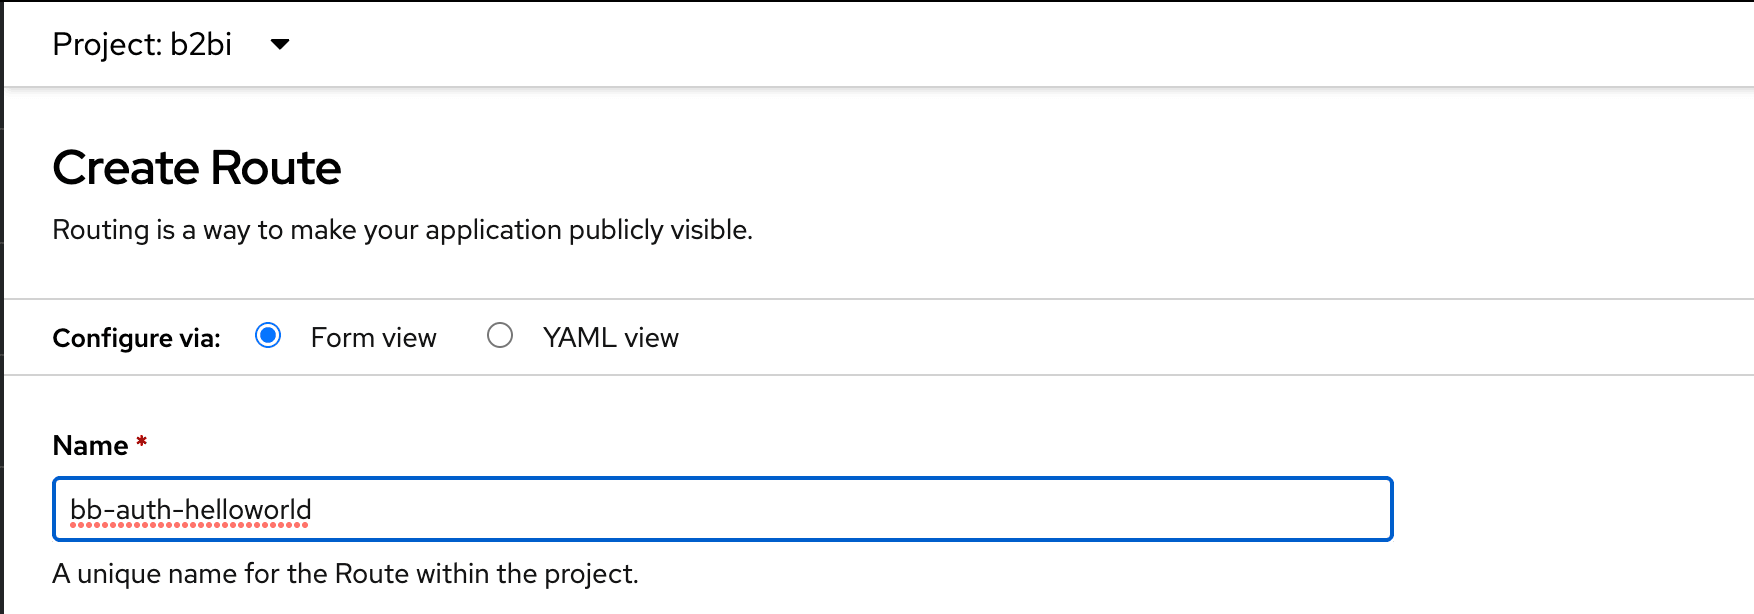 Project: b2bi
Create Route
Routing is a way to make your application publicly visible.
Configure via: Form view YAML view
Name *
bb-auth-helloworld
A unique name for the Route within the project.